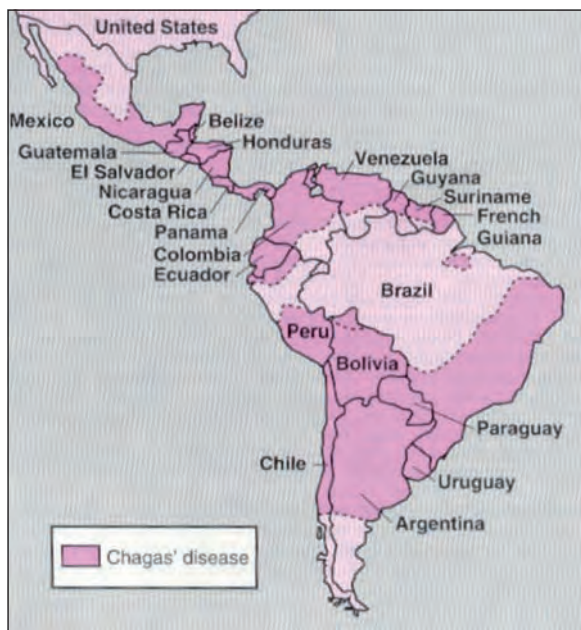 United States
Mexico
Belize
Honduras
Guatemala
El Salvador
Nicaragua
Costa Rica
Panama
Colombia
Ecuador
Venezuela
Guyana
Suriname
French
Guiana
Brazil
Peru
Bolivia
Paraguay
Chile
Uruguay
Argentina
Chagas' disease